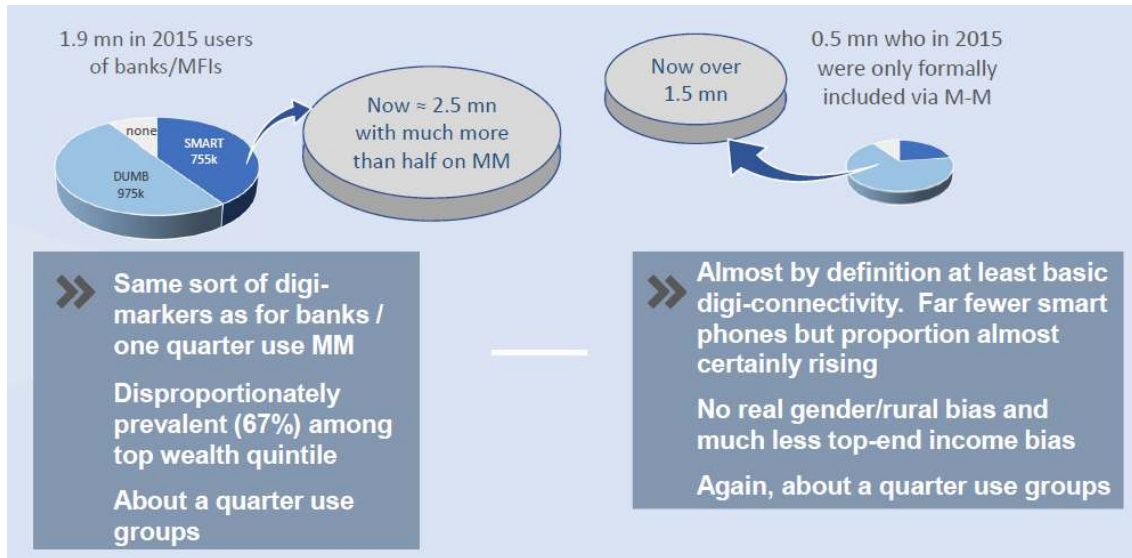 1.9 mn in 2015 users
of banks/MFIs
none
SMART
755k
DUMB
975k
Now ≈ 2.5 mn
with much more
than half on MM
Now over
1.5 mn
0.5 mn who in 2015
were only formally
included via M-M
Same sort of digi-
markers as for banks /
one quarter use MM
Disproportionately
prevalent (67%) among
top wealth quintile
About a quarter use
groups
Almost by definition at least basic
digi-connectivity.  Far fewer smart
phones but proportion almost
certainly rising
No real gender/rural bias and
much less top-end income bias
Again, about a quarter use groups